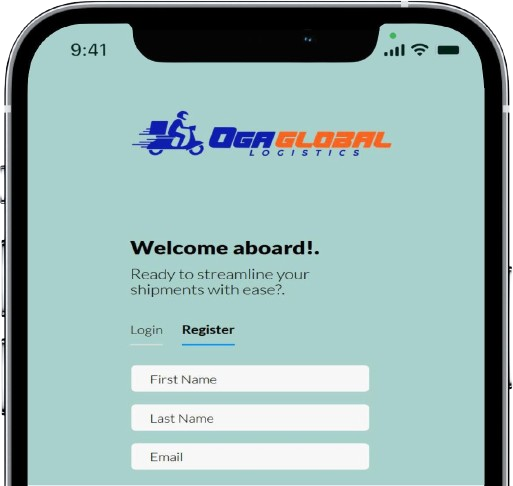 9:41
OGA GLOBAL
LOGISTICS
Welcome aboard!.
Ready to streamline your
shipments with ease?.
Login Register
First Name
Last Name
Email